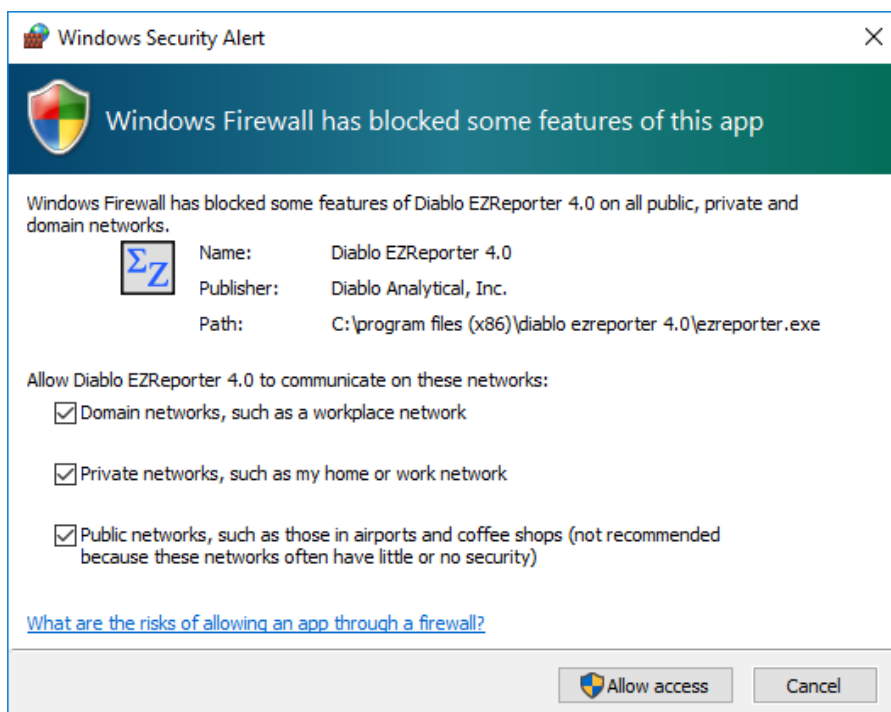 Windows Security Alert
Windows Firewall has blocked some features of this app
Windows Firewall has blocked some features of Diablo EZReporter 4.0 on all public, private and
domain networks.
ΣZ
Name: Diablo EZReporter 4.0
Publisher: Diablo Analytical, Inc.
Path: C:\program files (x86)\diablo ezreporter 4.0\ezreporter.exe
Allow Diablo EZReporter 4.0 to communicate on these networks:
Domain networks, such as a workplace network
Private networks, such as my home or work network
Public networks, such as those in airports and coffee shops (not recommended
because these networks often have little or no security)
What are the risks of allowing an app through a firewall?
Allow access Cancel